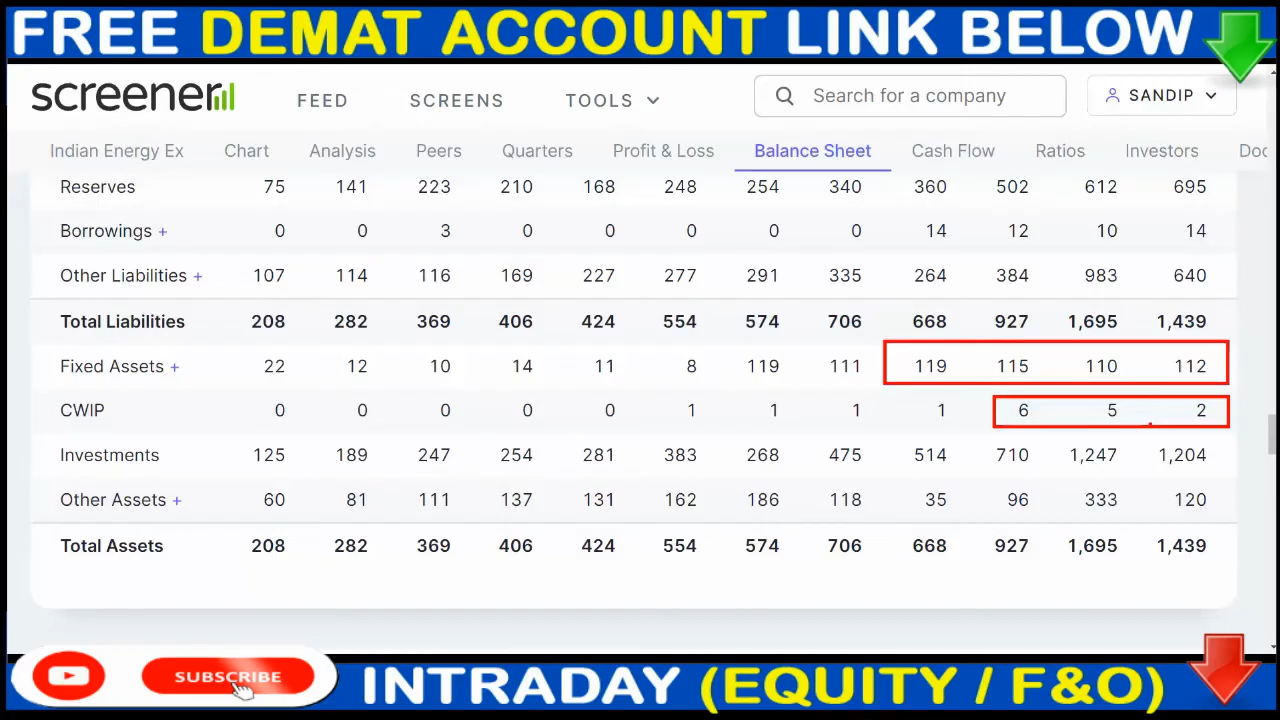 FREE DEMAT ACCOUNT LINK BELOW
screener FEED SCREENS TOOLS Search for a company SANDIP
Indian Energy Ex Chart Analysis Peers Quarters Profit & Loss Balance Sheet Cash Flow Ratios Investors Doc
Reserves 75 141 223 210 168 248 254 340 360 502 612 695
Borrowings + 0 0 3 0 0 0 0 0 14 12 10 14
Other Liabilities + 107 114 116 169 227 277 291 335 264 384 983 640
Total Liabilities 208 282 369 406 424 554 574 706 668 927 1,695 1,439
Fixed Assets + 22 12 10 14 11 8 119 111 119 115 110 112
CWIP 0 0 0 0 0 1 1 1 1 6 5 2
Investments 125 189 247 254 281 383 268 475 514 710 1,247 1,204
Other Assets + 60 81 111 137 131 162 186 118 35 96 333 120
Total Assets 208 282 369 406 424 554 574 706 668 927 1,695 1,439
SUBSCRIBE INTRADAY (EQUITY / F&O)